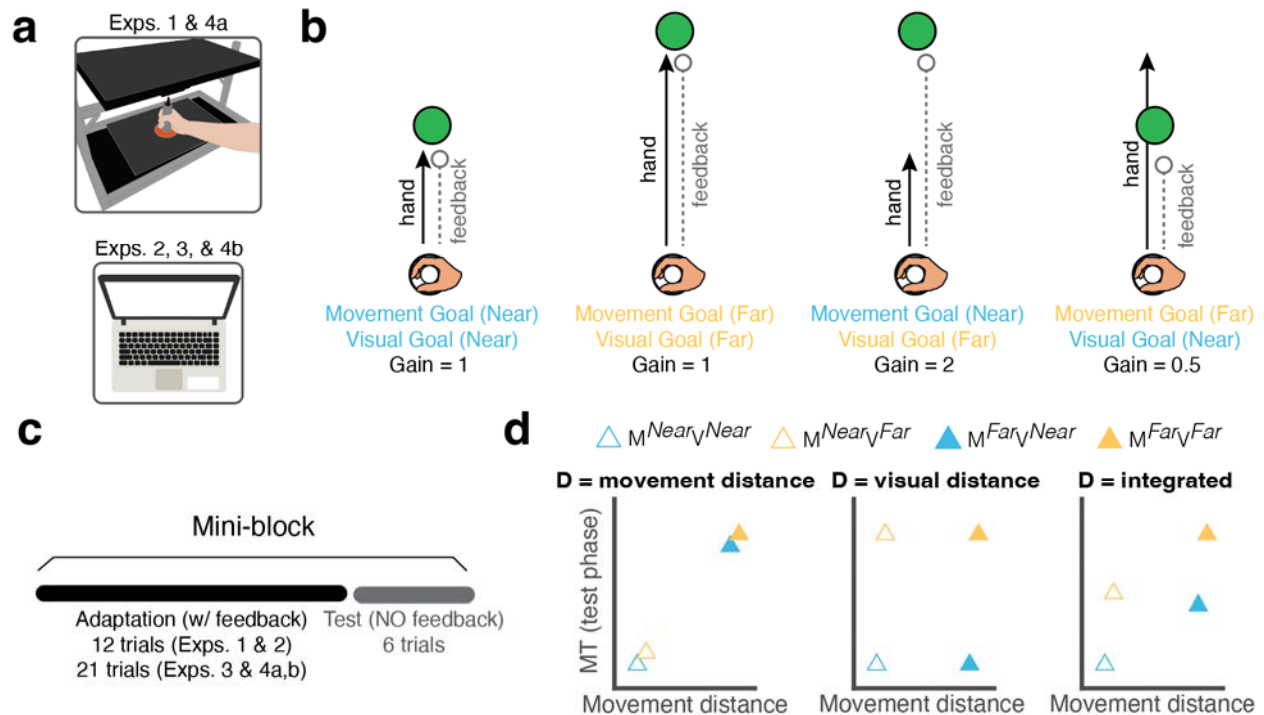 a
Exps. 1 & 4a
Exps. 2, 3, & 4b
b
hand
feedback
Movement Goal (Near)
Visual Goal (Near)
Gain = 1
hand
feedback
Movement Goal (Far)
Visual Goal (Far)
Gain = 1
hand
feedback
Movement Goal (Near)
Visual Goal (Far)
Gain = 2
hand
feedback
Movement Goal (Far)
Visual Goal (Near)
Gain = 0.5
c
Mini-block
Adaptation (w/ feedback)
12 trials (Exps. 1 & 2)
21 trials (Exps. 3 & 4a,b)
Test (NO feedback)
6 trials
d
M^Near V^Near M^Near V^Far M^Far V^Near M^Far V^Far
D = movement distance
D = visual distance
D = integrated
MT (test phase)
Movement distance
Movement distance
Movement distance